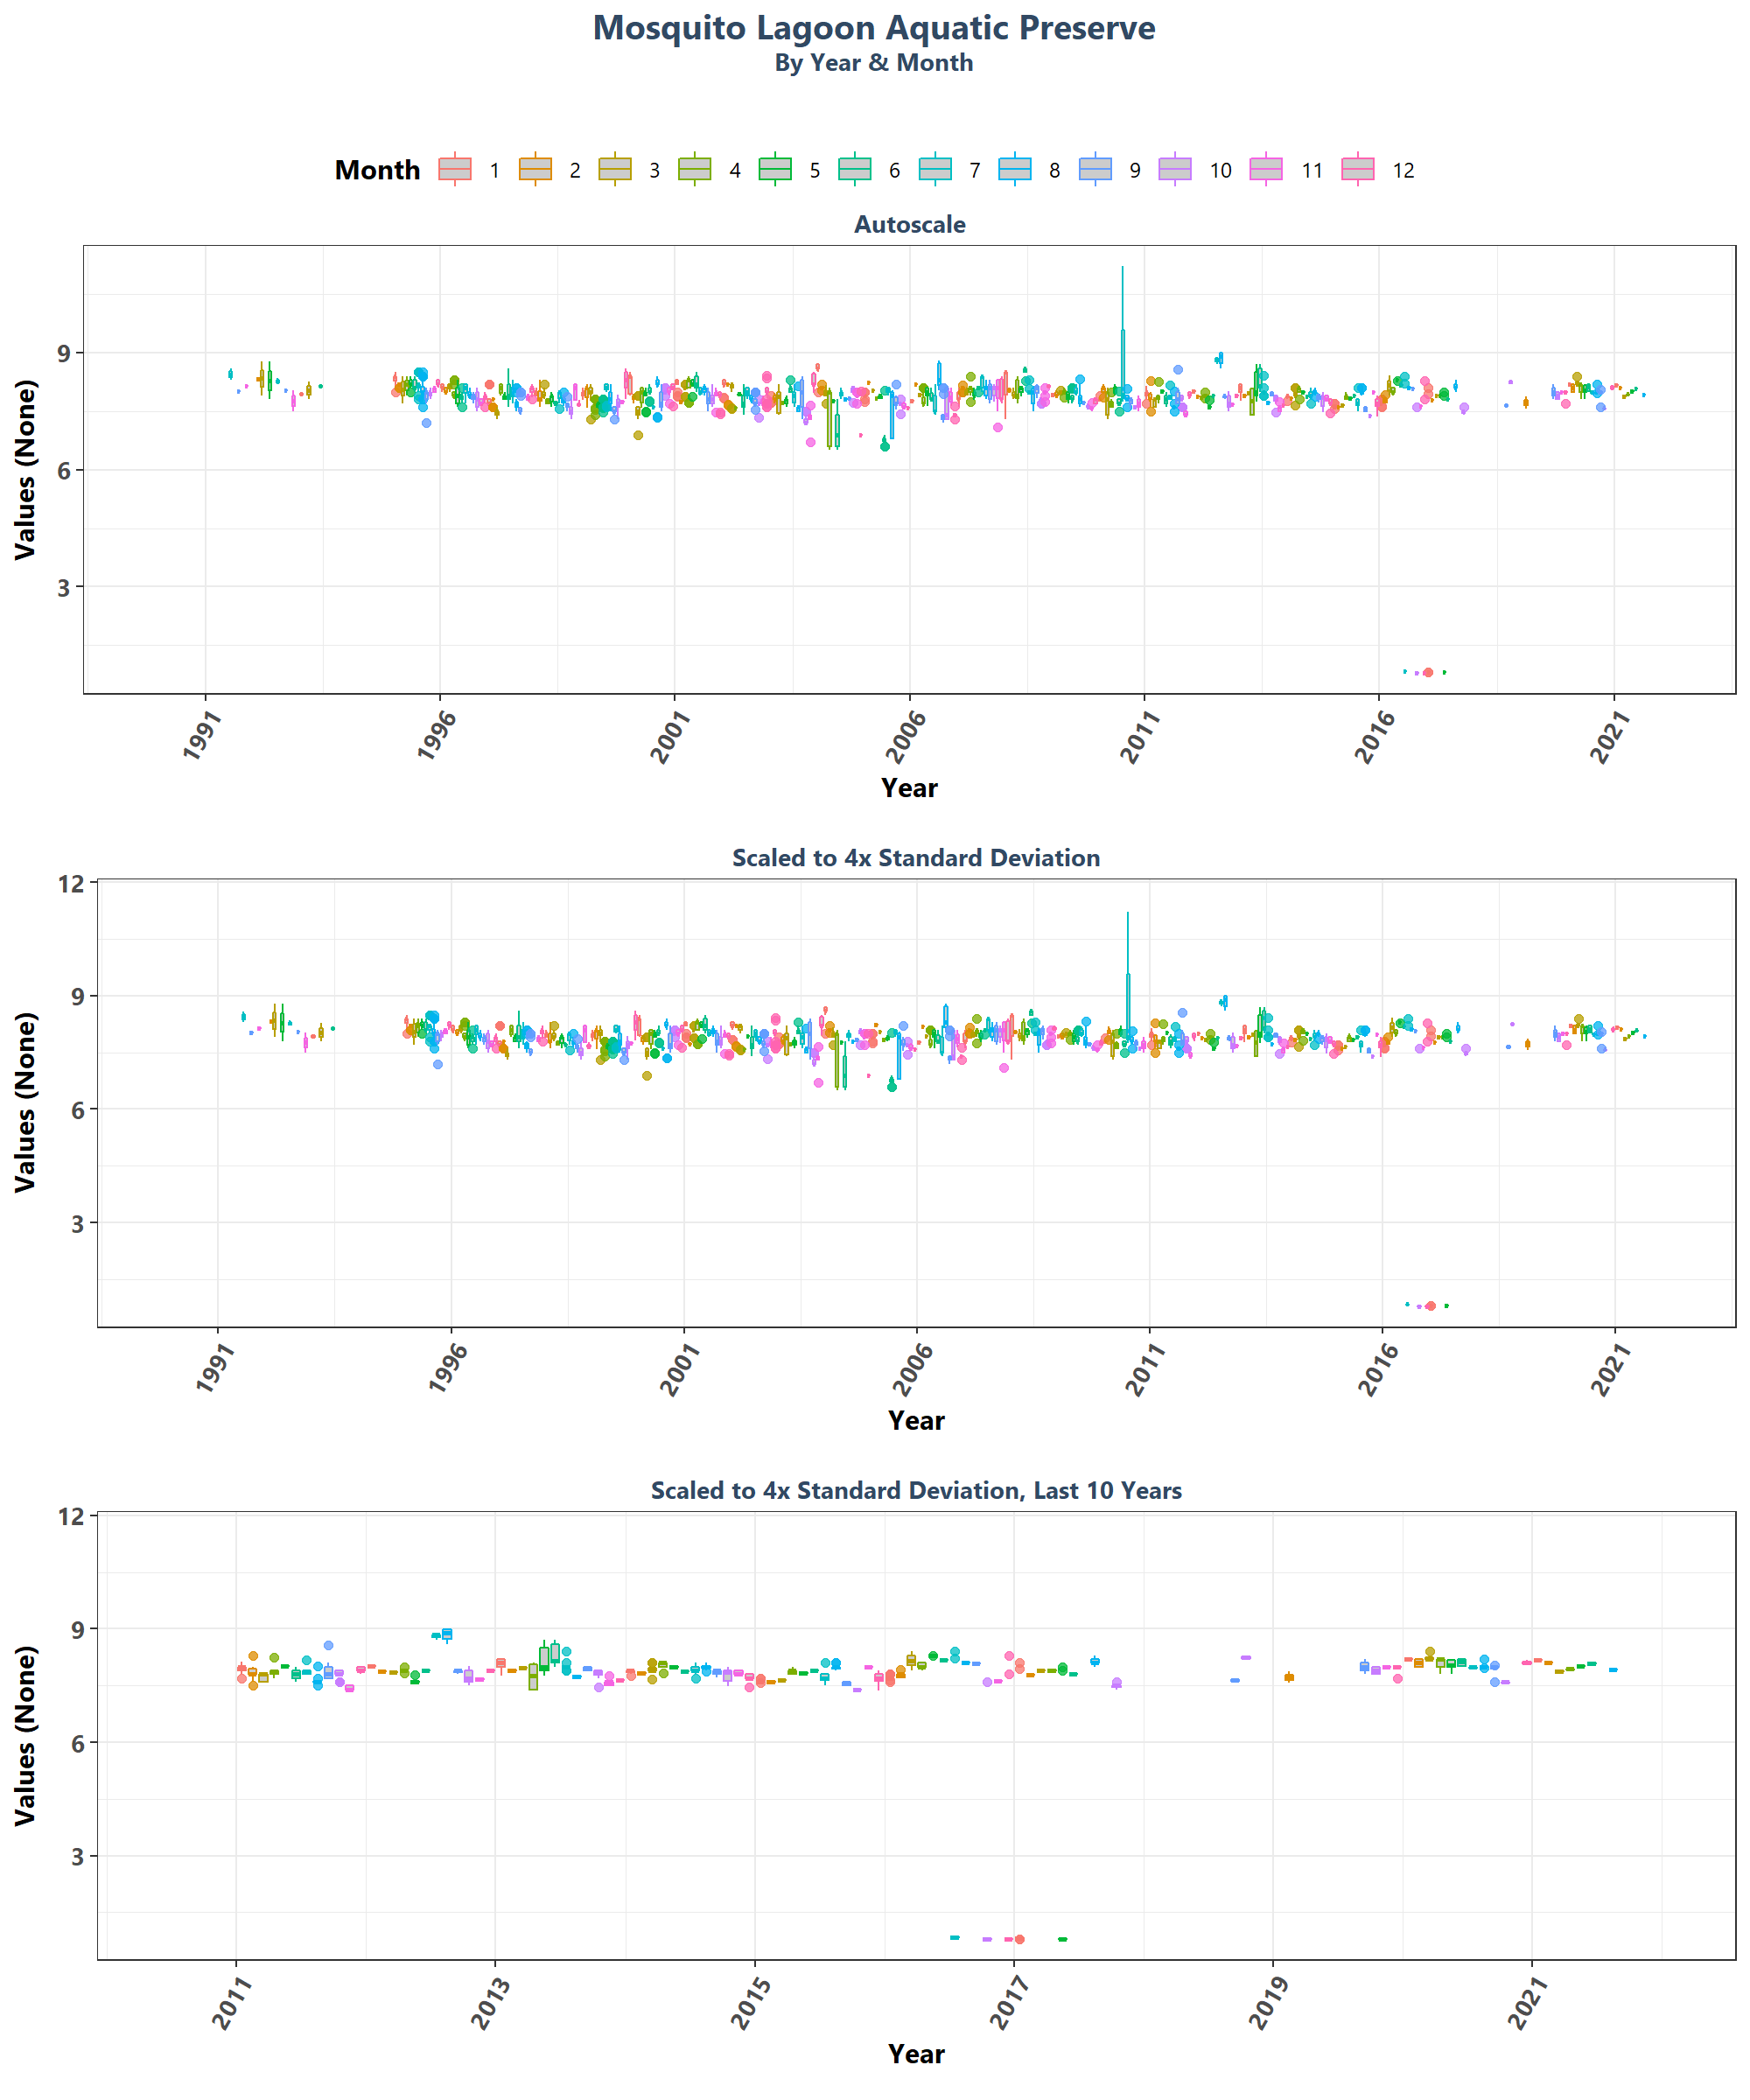 Mosquito Lagoon Aquatic Preserve
By Year & Month
Month 1 2 3 4 5 6 7 8 9 10 11 12
Autoscale
Values (None)
9
6
3
1991 1996 2001 2006 2011 2016 2021
Year
Scaled to 4x Standard Deviation
Values (None)
12
9
6
3
1991 1996 2001 2006 2011 2016 2021
Year
Scaled to 4x Standard Deviation, Last 10 Years
Values (None)
12
9
6
3
2011 2013 2015 2017 2019 2021
Year